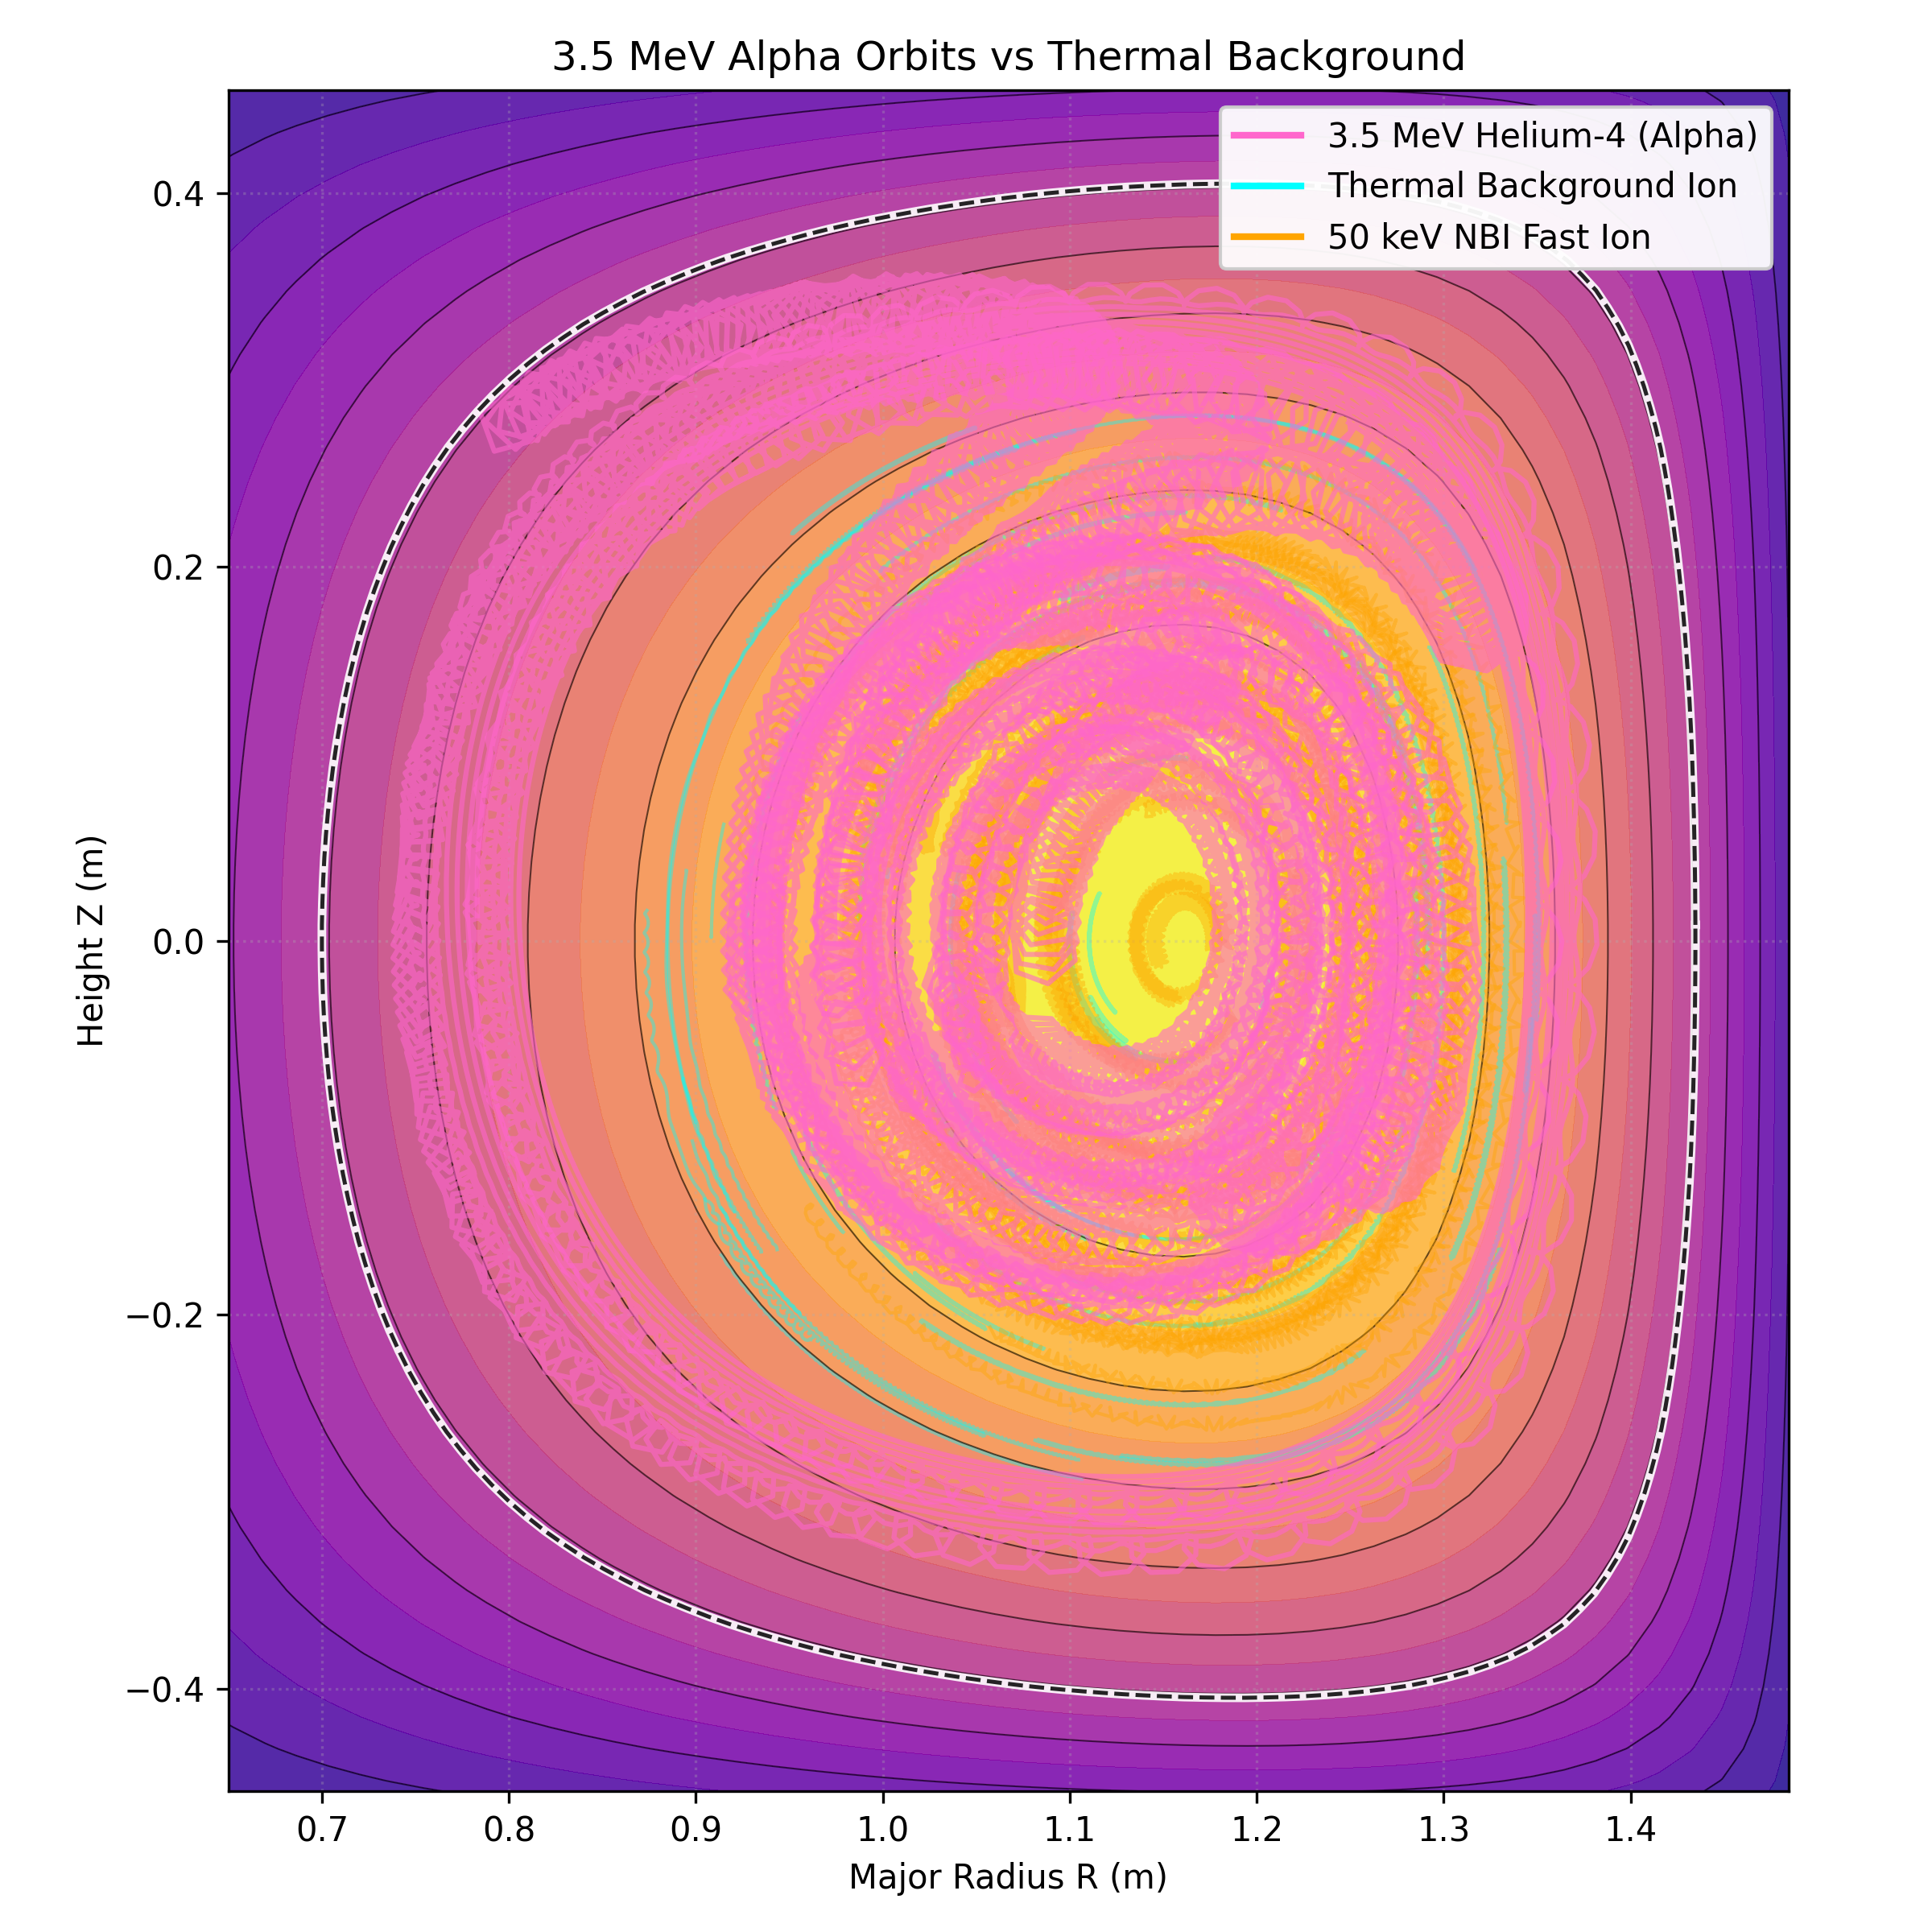 3.5 MeV Alpha Orbits vs Thermal Background
3.5 MeV Helium-4 (Alpha)
Thermal Background Ion
50 keV NBI Fast Ion
0.4
0.2
0.0
−0.2
−0.4
Height Z (m)
0.7 0.8 0.9 1.0 1.1 1.2 1.3 1.4
Major Radius R (m)